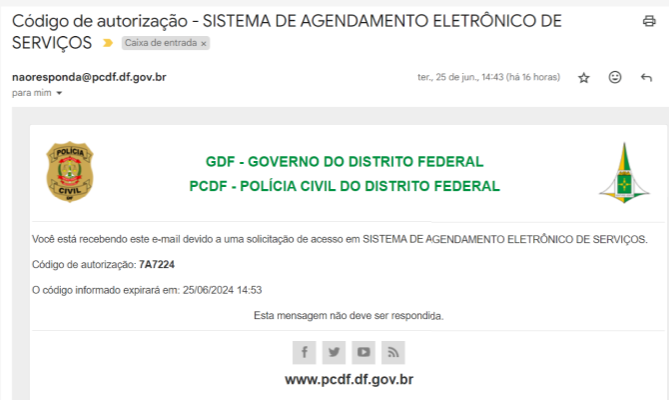 Código de autorização - SISTEMA DE AGENDAMENTO ELETRÔNICO DE
SERVIÇOS Caixa de entrada x
naoresponda@pcdf.df.gov.br
ter., 25 de jun., 14:43 (há 16 horas)
para mim
POLÍCIA
CIVIL
DF
GDF - GOVERNO DO DISTRITO FEDERAL
PCDF - POLÍCIA CIVIL DO DISTRITO FEDERAL
Você está recebendo este e-mail devido a uma solicitação de acesso em SISTEMA DE AGENDAMENTO ELETRÔNICO DE SERVIÇOS.
Código de autorização: 7A7224
O código informado expirará em: 25/06/2024 14:53
Esta mensagem não deve ser respondida.
www.pcdf.df.gov.br